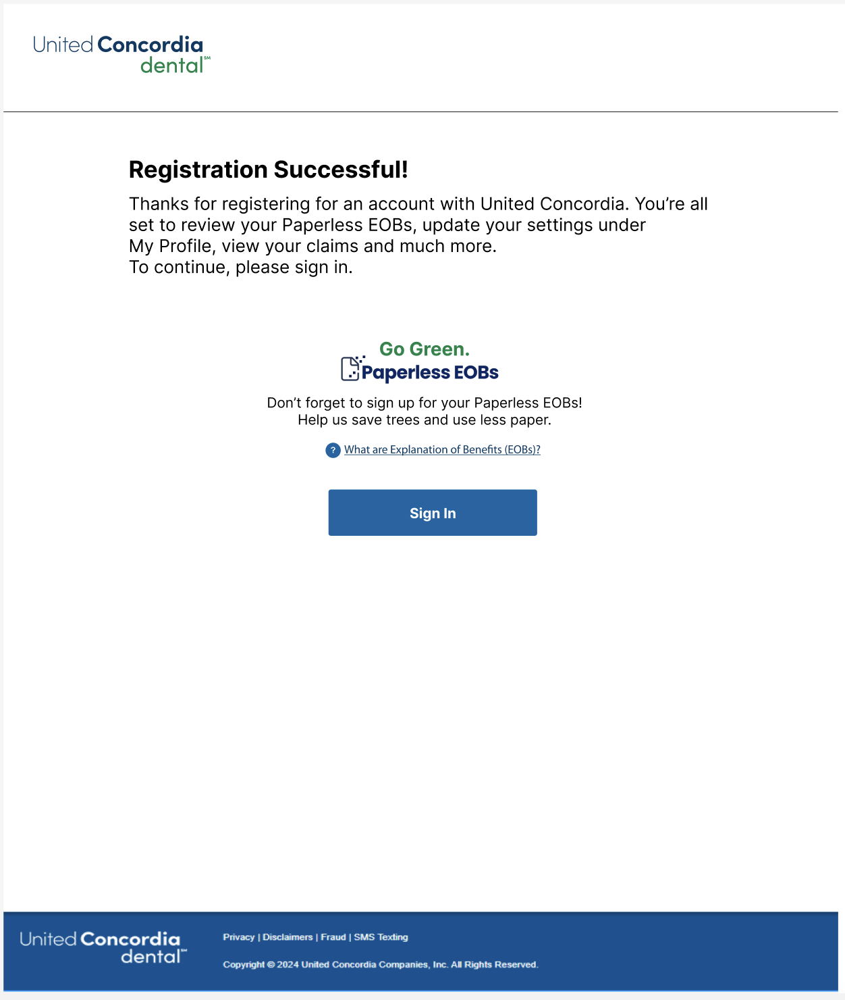 United Concordia
dental℠
Registration Successful!
Thanks for registering for an account with United Concordia. You’re all
set to review your Paperless EOBs, update your settings under
My Profile, view your claims and much more.
To continue, please sign in.
Go Green.
Paperless EOBs
Don’t forget to sign up for your Paperless EOBs!
Help us save trees and use less paper.
? What are Explanation of Benefits (EOBs)?
Sign In
United Concordia
dental℠
Privacy | Disclaimers | Fraud | SMS Texting
Copyright © 2024 United Concordia Companies, Inc. All Rights Reserved.